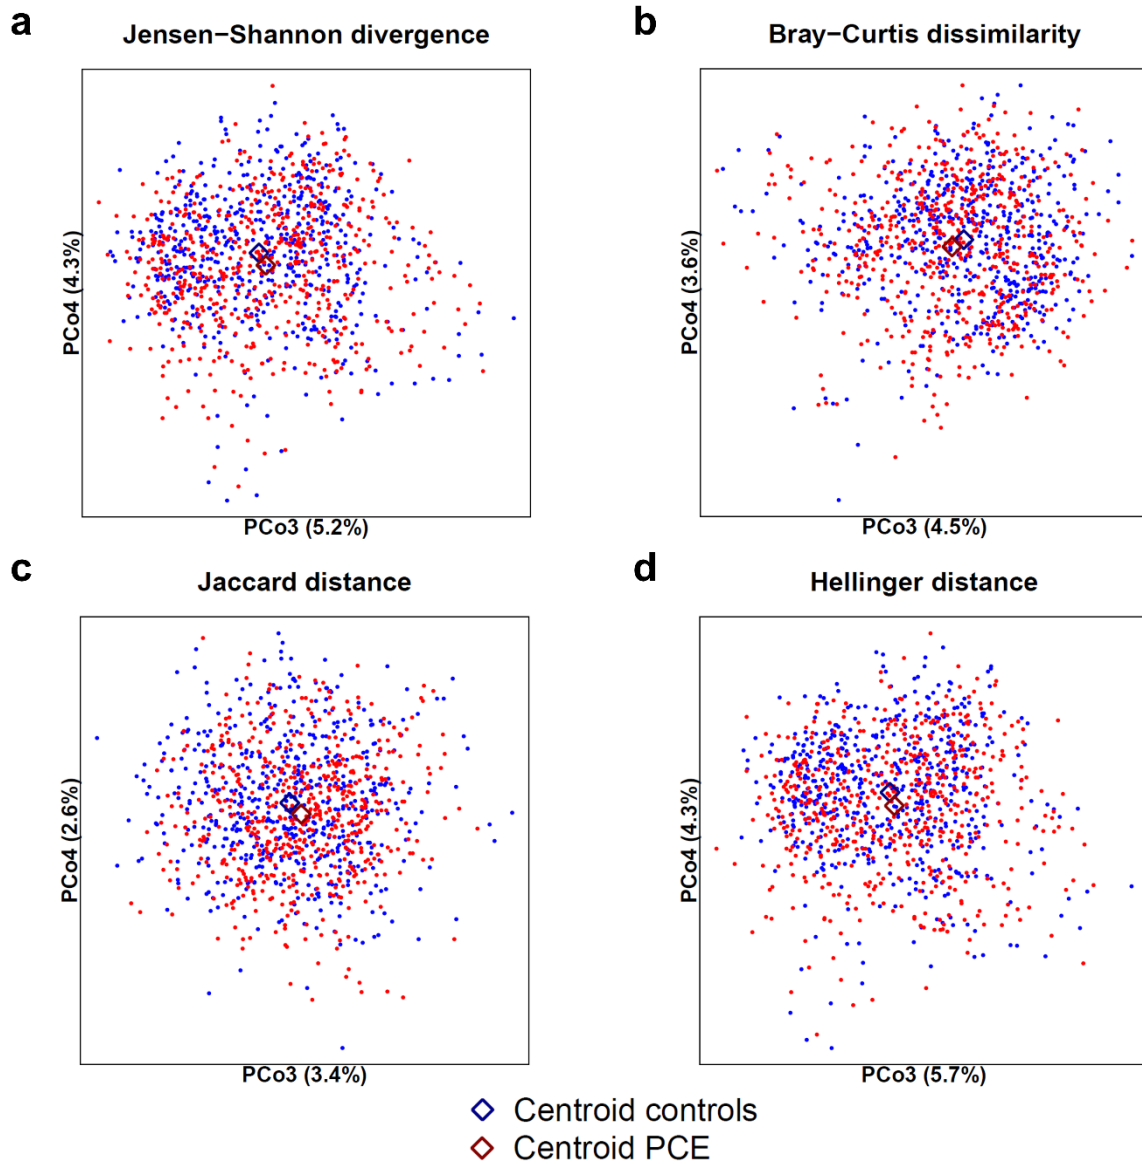 a
Jensen−Shannon divergence
PCo4 (4.3%)
PCo3 (5.2%)
b
Bray−Curtis dissimilarity
PCo4 (3.6%)
PCo3 (4.5%)
c
Jaccard distance
PCo4 (2.6%)
PCo3 (3.4%)
d
Hellinger distance
PCo4 (4.3%)
PCo3 (5.7%)
Centroid controls
Centroid PCE